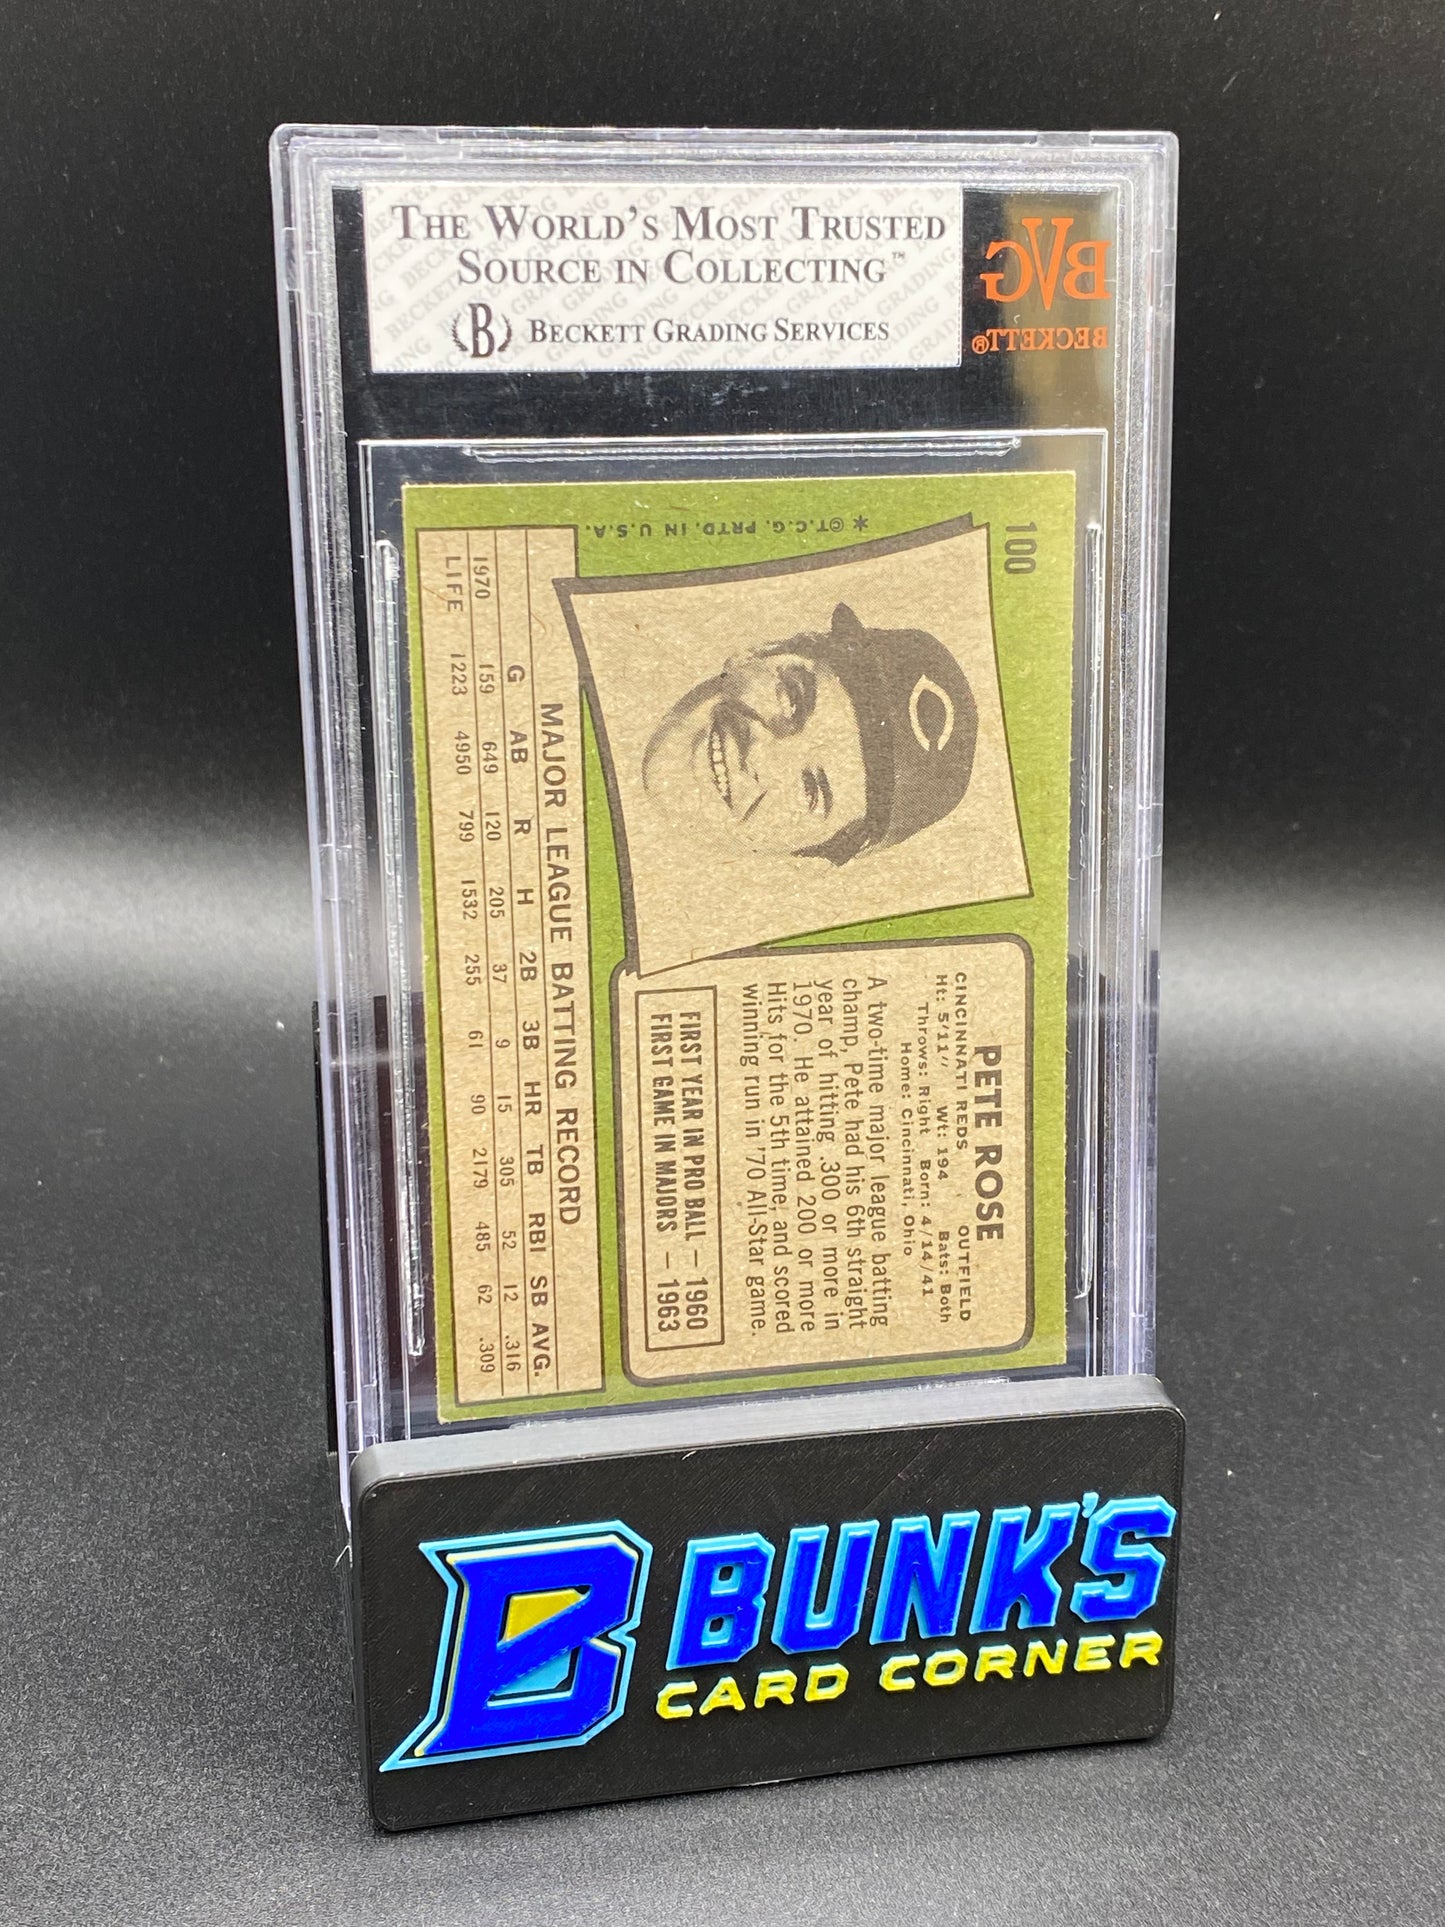 THE WORLD'S MOST TRUSTED
SOURCE IN COLLECTING™
B BECKETT GRADING SERVICES
BVG
BECKETT®
100
PETE ROSE
CINCINNATI REDS OUTFIELD
Ht: 5'11" Wt: 194 Bats: Both
Throws: Right Born: 4/14/41
Home: Cincinnati, Ohio
A two-time major league batting
champ, Pete had his 6th straight
year of hitting .300 or more in
1970. He attained 200 or more
Hits for the 5th time, and scored
winning run in '70 All-Star game.
FIRST YEAR IN PRO BALL — 1960
FIRST GAME IN MAJORS — 1963
C
✶ ©T.C.G. PRTD. IN U.S.A.
MAJOR LEAGUE BATTING RECORD
G AB R H 2B 3B HR TB RBI SB AVG.
1970 159 649 120 205 37 9 15 305 52 12 .316
LIFE 1223 4950 799 1532 255 61 90 2179 485 62 .309
B BUNK'S
CARD CORNER